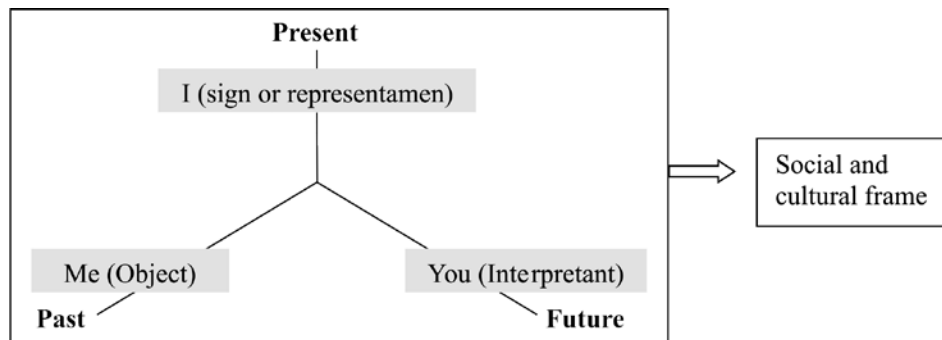 Present
I (sign or representamen)
Social and
cultural frame
Me (Object)
You (Interpretant)
Past
Future